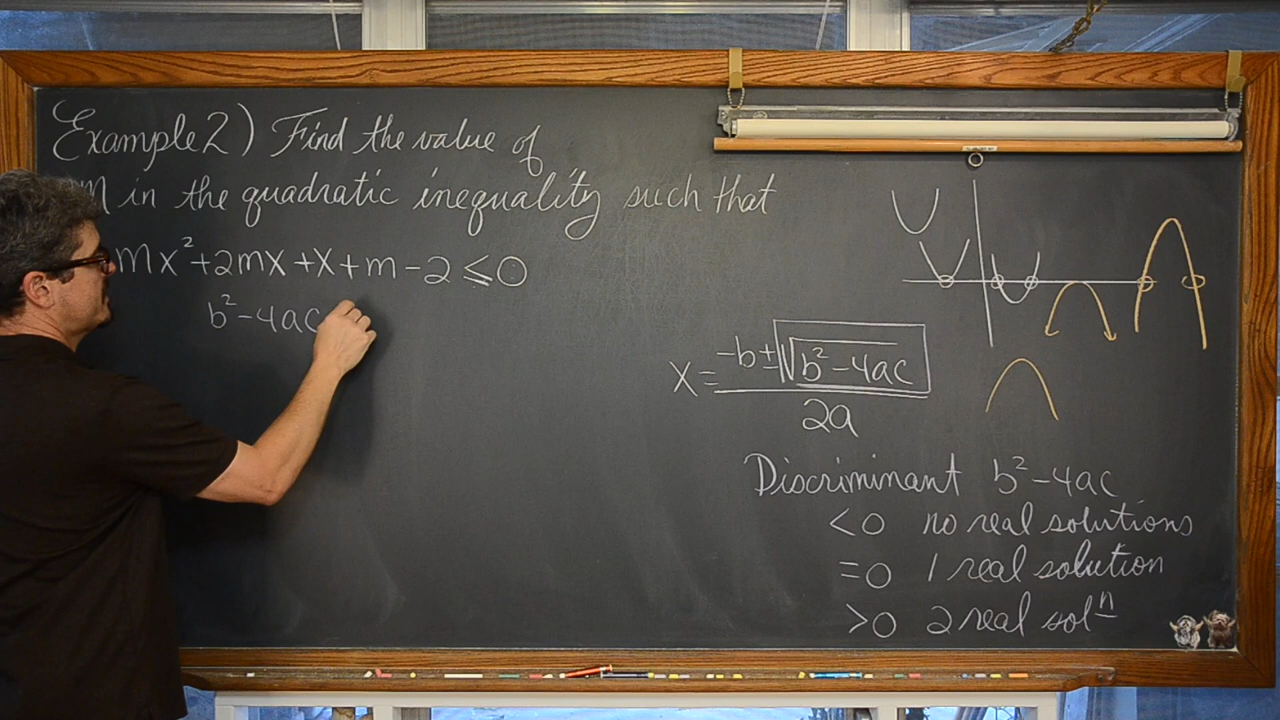 Example 2) Find the value of
m in the quadratic inequality such that
mx² + 2mx + x + m - 2 ≤ 0
b² - 4ac
x = -b ± √b² - 4ac
2a
Discriminant b² - 4ac
< 0 no real solutions
= 0 1 real solution
> 0 2 real solⁿ